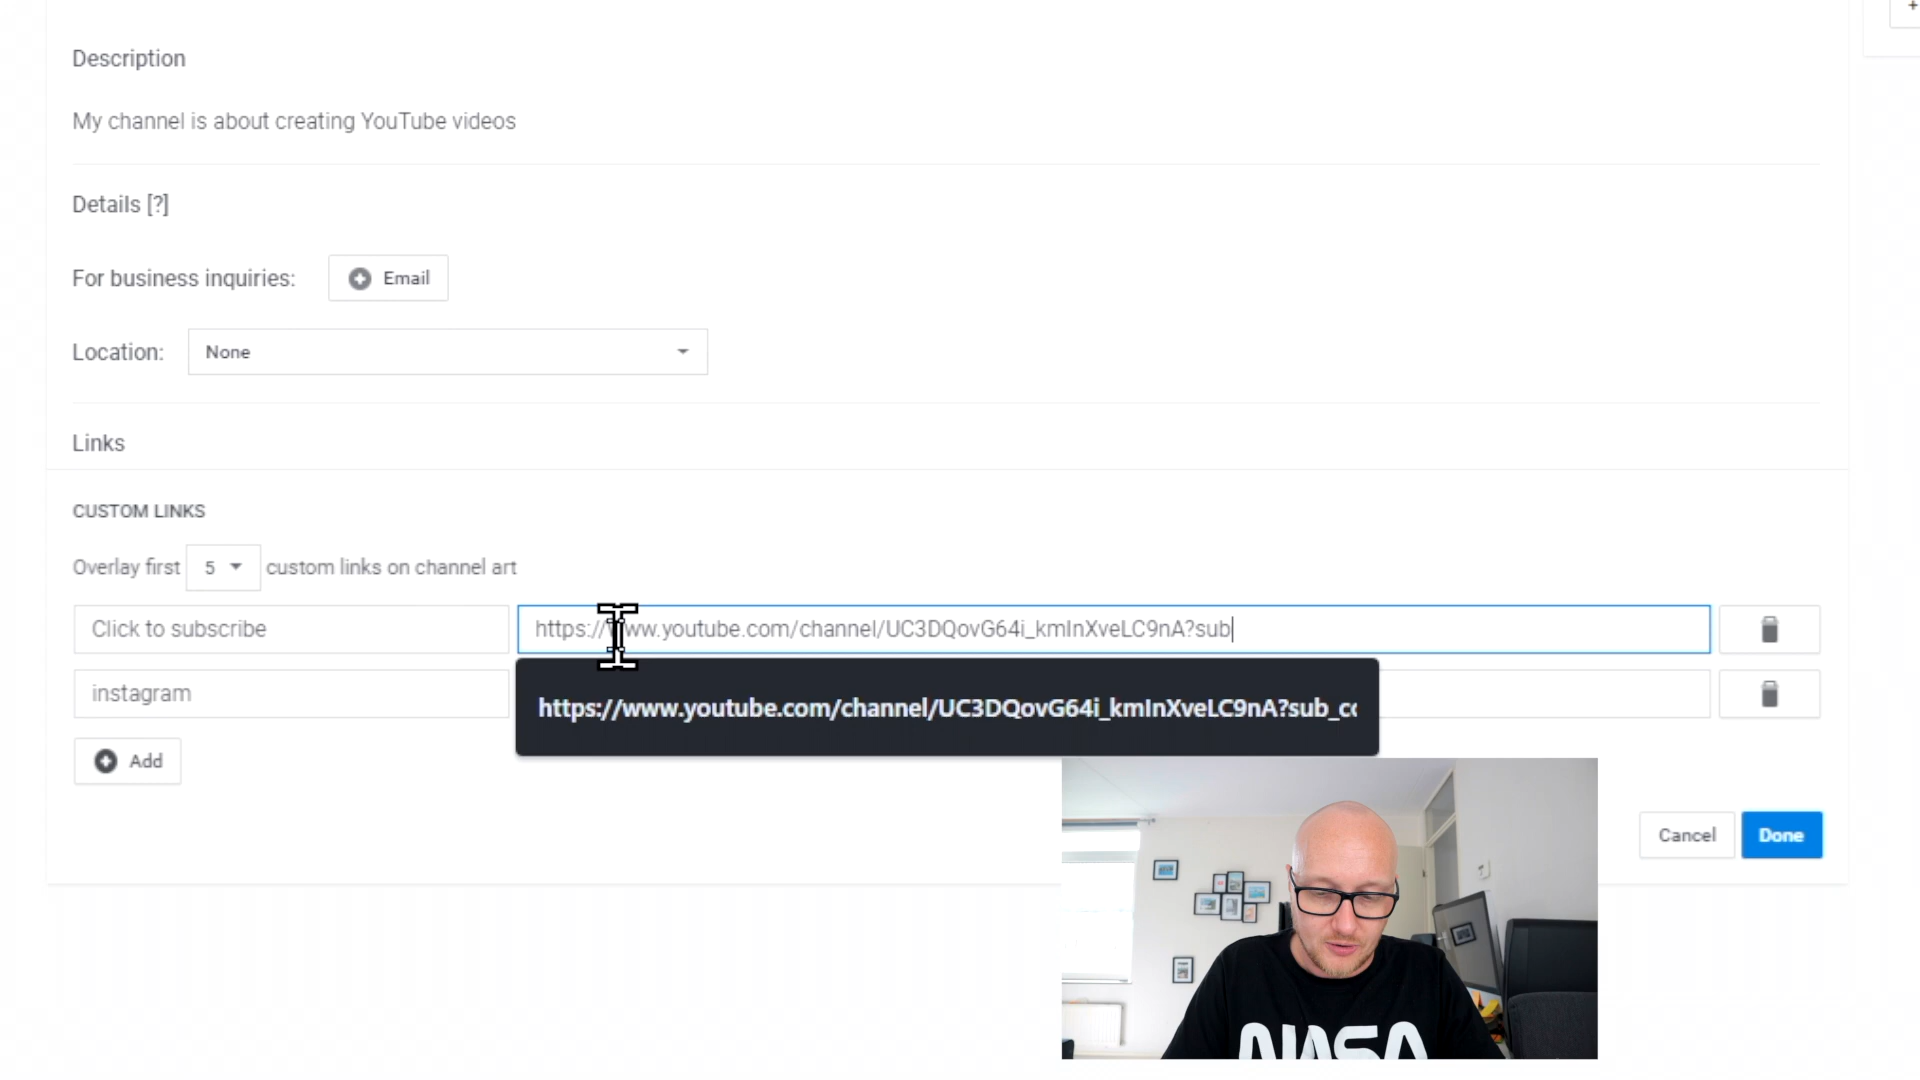 Description
My channel is about creating YouTube videos
Details [?]
For business inquiries: Email
Location: None
Links
CUSTOM LINKS
Overlay first 5 custom links on channel art
Click to subscribe https://www.youtube.com/channel/UC3DQovG64i_kmInXveLC9nA?sub
instagram
https://www.youtube.com/channel/UC3DQovG64i_kmInXveLC9nA?sub_co
Add
Cancel Done
NASA